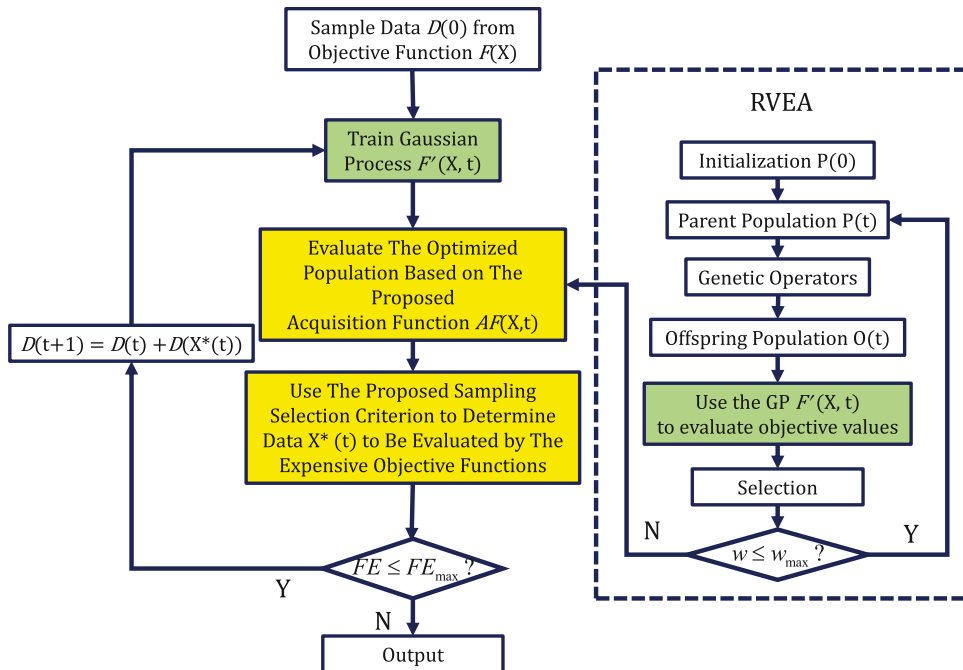 Sample Data D(0) from
Objective Function F(X)
Train Gaussian
Process F′(X, t)
Evaluate The Optimized
Population Based on The
Proposed
Acquisition Function AF(X,t)
D(t+1) = D(t) +D(X*(t))
Use The Proposed Sampling
Selection Criterion to Determine
Data X* (t) to Be Evaluated by The
Expensive Objective Functions
FE ≤ FEmax ?
Y
N
Output
RVEA
Initialization P(0)
Parent Population P(t)
Genetic Operators
Offspring Population O(t)
Use the GP F′(X, t)
to evaluate objective values
Selection
N
Y
w ≤ wmax ?